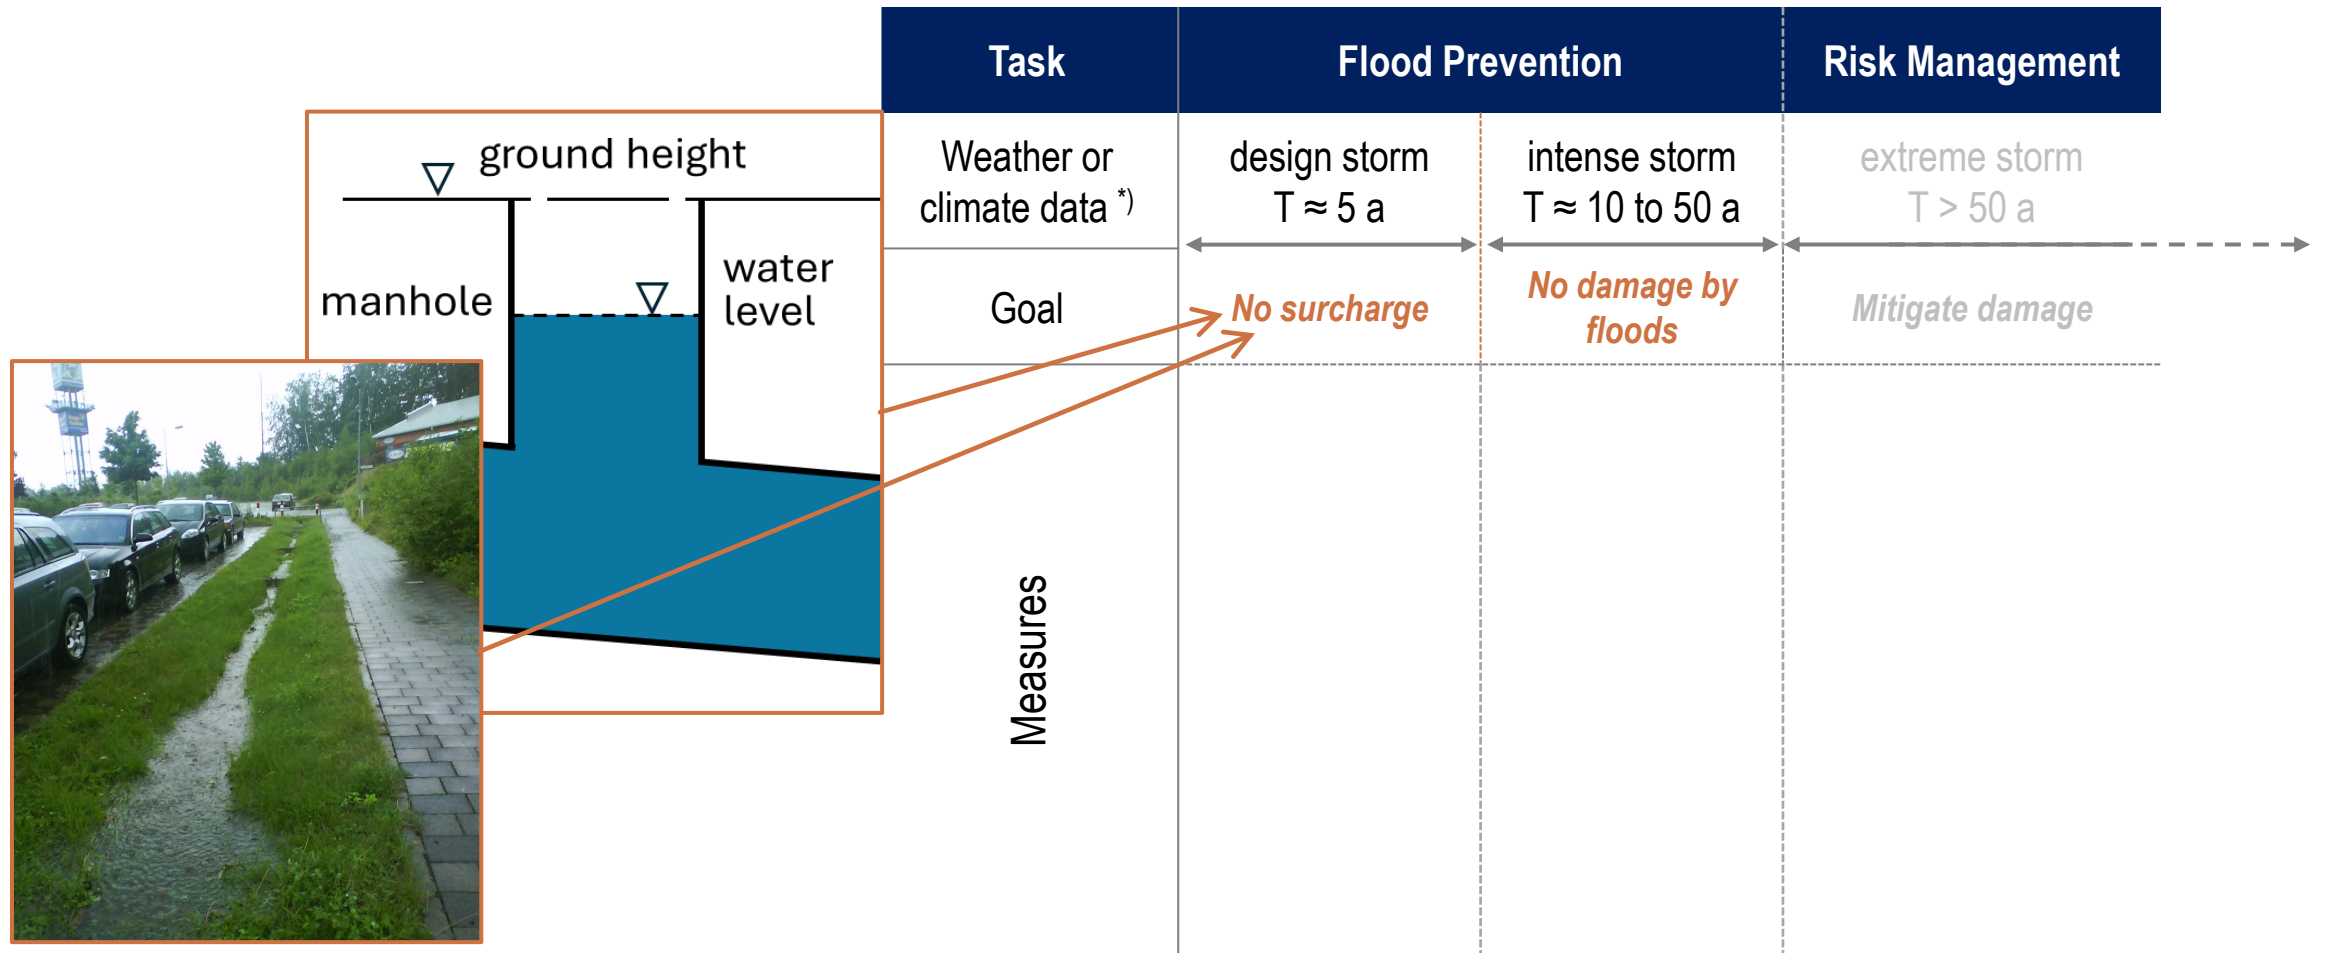 Task
Flood Prevention
Risk Management
ground height
manhole
water
level
Weather or
climate data *)
design storm
T ≈ 5 a
intense storm
T ≈ 10 to 50 a
extreme storm
T > 50 a
Goal
No surcharge
No damage by
floods
Mitigate damage
Measures